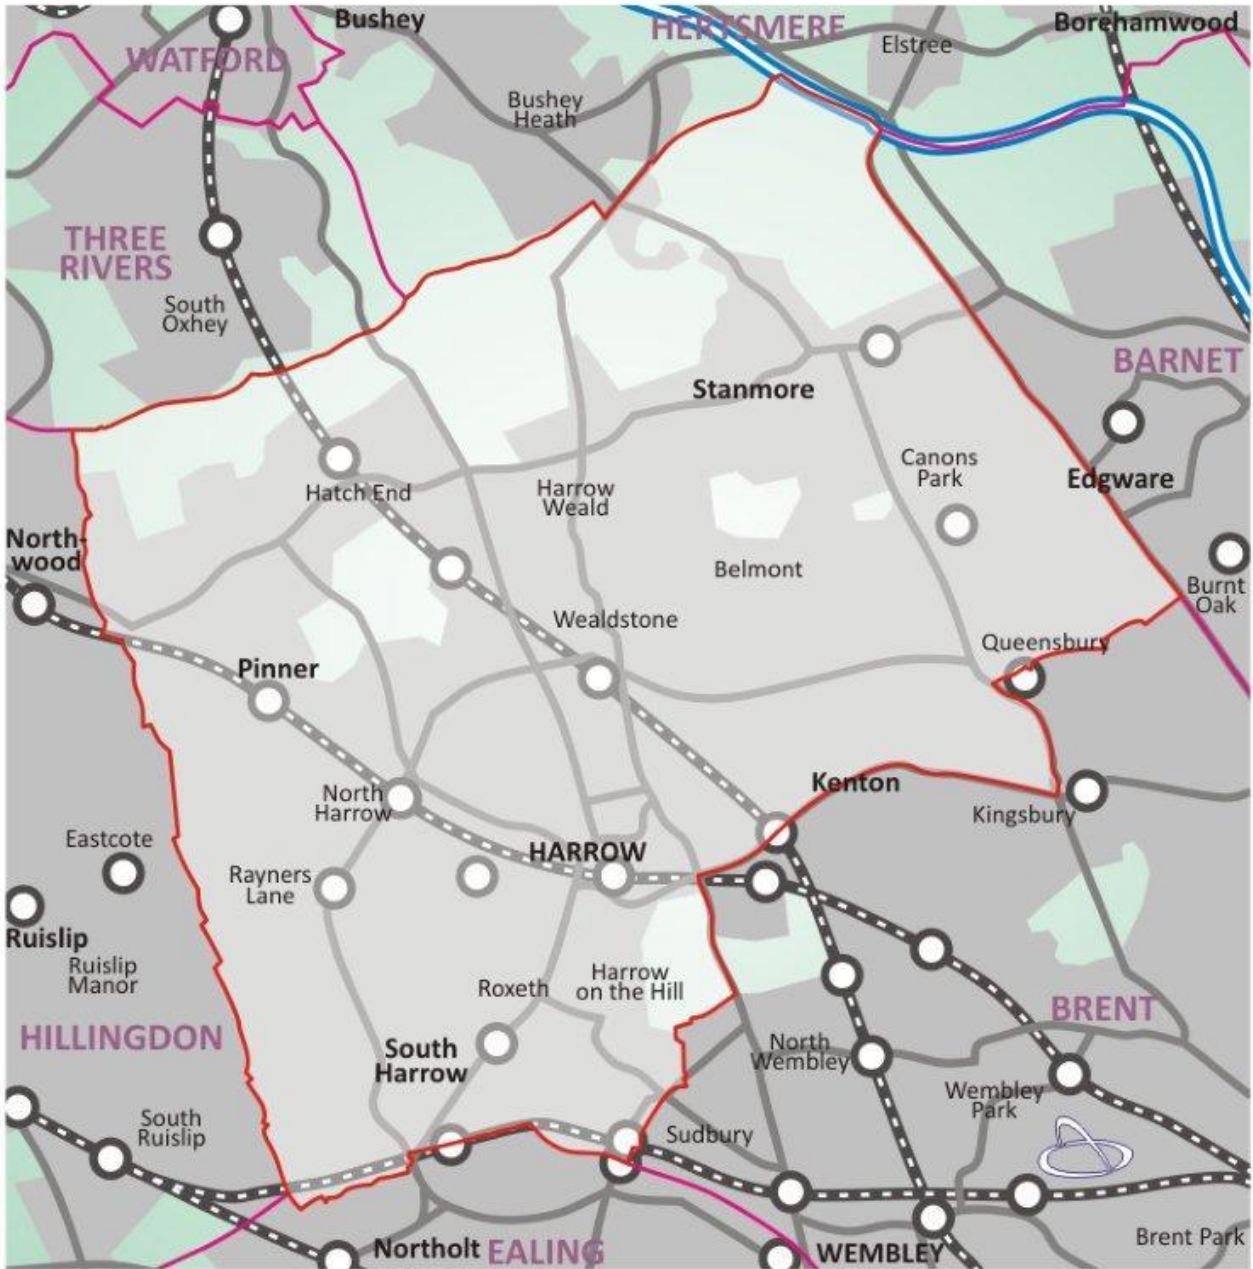 Bushey
HERTSMERE
Borehamwood
WATFORD
Elstree
Bushey
Heath
THREE
RIVERS
South
Oxhey
BARNET
Stanmore
Edgware
Canons
Park
Hatch End
Harrow
Weald
North-
wood
Belmont
Burnt
Oak
Wealdstone
Queensbury
Pinner
Kenton
North
Harrow
Kingsbury
Eastcote
HARROW
Rayners
Lane
Ruislip
Ruislip
Manor
Harrow
on the Hill
Roxeth
BRENT
HILLINGDON
South
Harrow
North
Wembley
Wembley
Park
South
Ruislip
Sudbury
Brent Park
Northolt
EALING
WEMBLEY